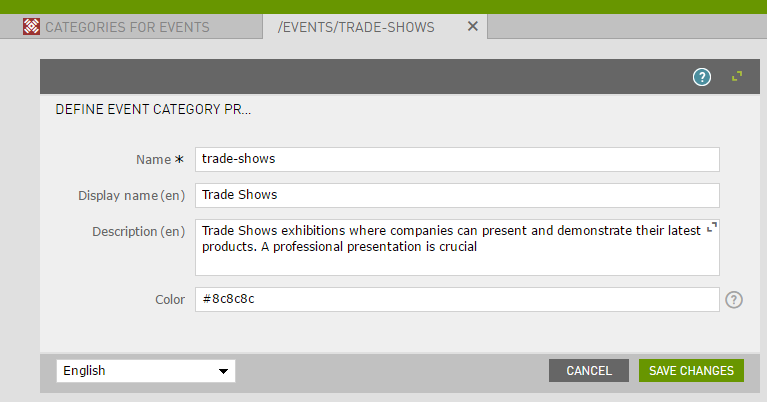 CATEGORIES FOR EVENTS
/EVENTS/TRADE-SHOWS
?
DEFINE EVENT CATEGORY PR...
Name * trade-shows
Display name (en) Trade Shows
Description (en) Trade Shows exhibitions where companies can present and demonstrate their latest
products. A professional presentation is crucial
Color #8c8c8c ?
English CANCEL SAVE CHANGES